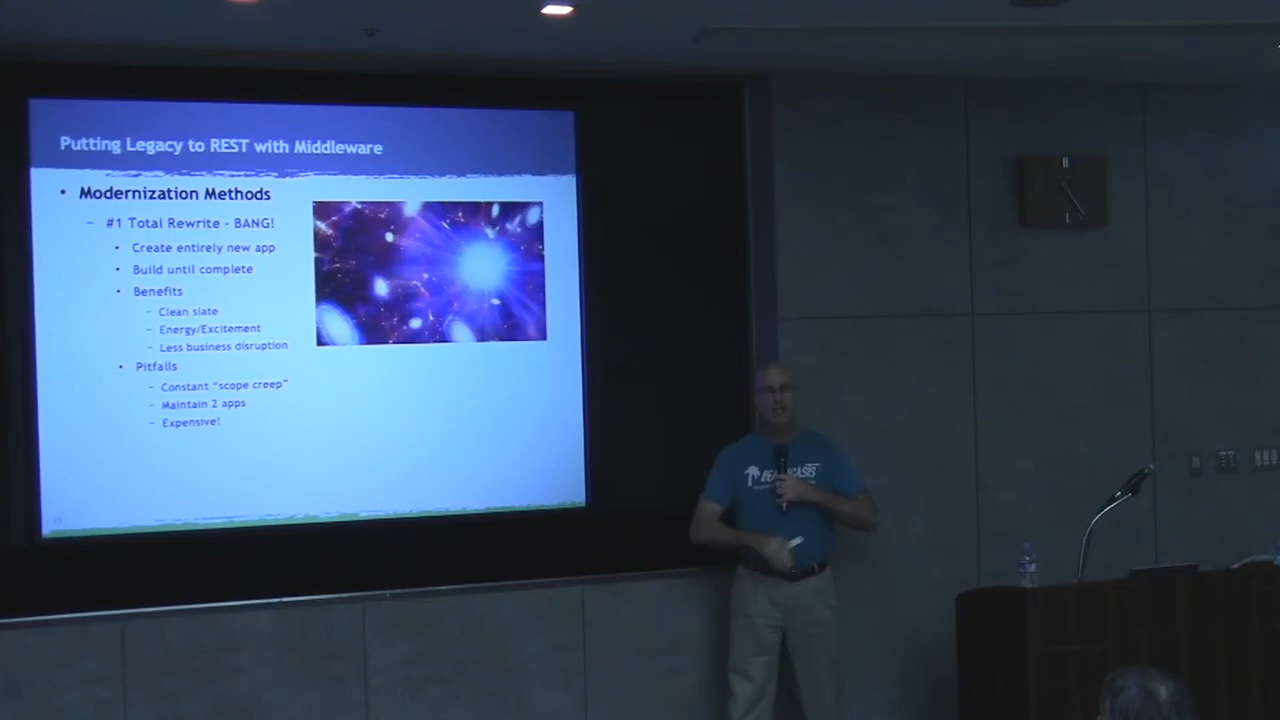 Putting Legacy to REST with Middleware
• Modernization Methods
– #1 Total Rewrite – BANG!
• Create entirely new app
• Build until complete
• Benefits
– Clean slate
– Energy/Excitement
– Less business disruption
• Pitfalls
– Constant “scope creep”
– Maintain 2 apps
– Expensive!